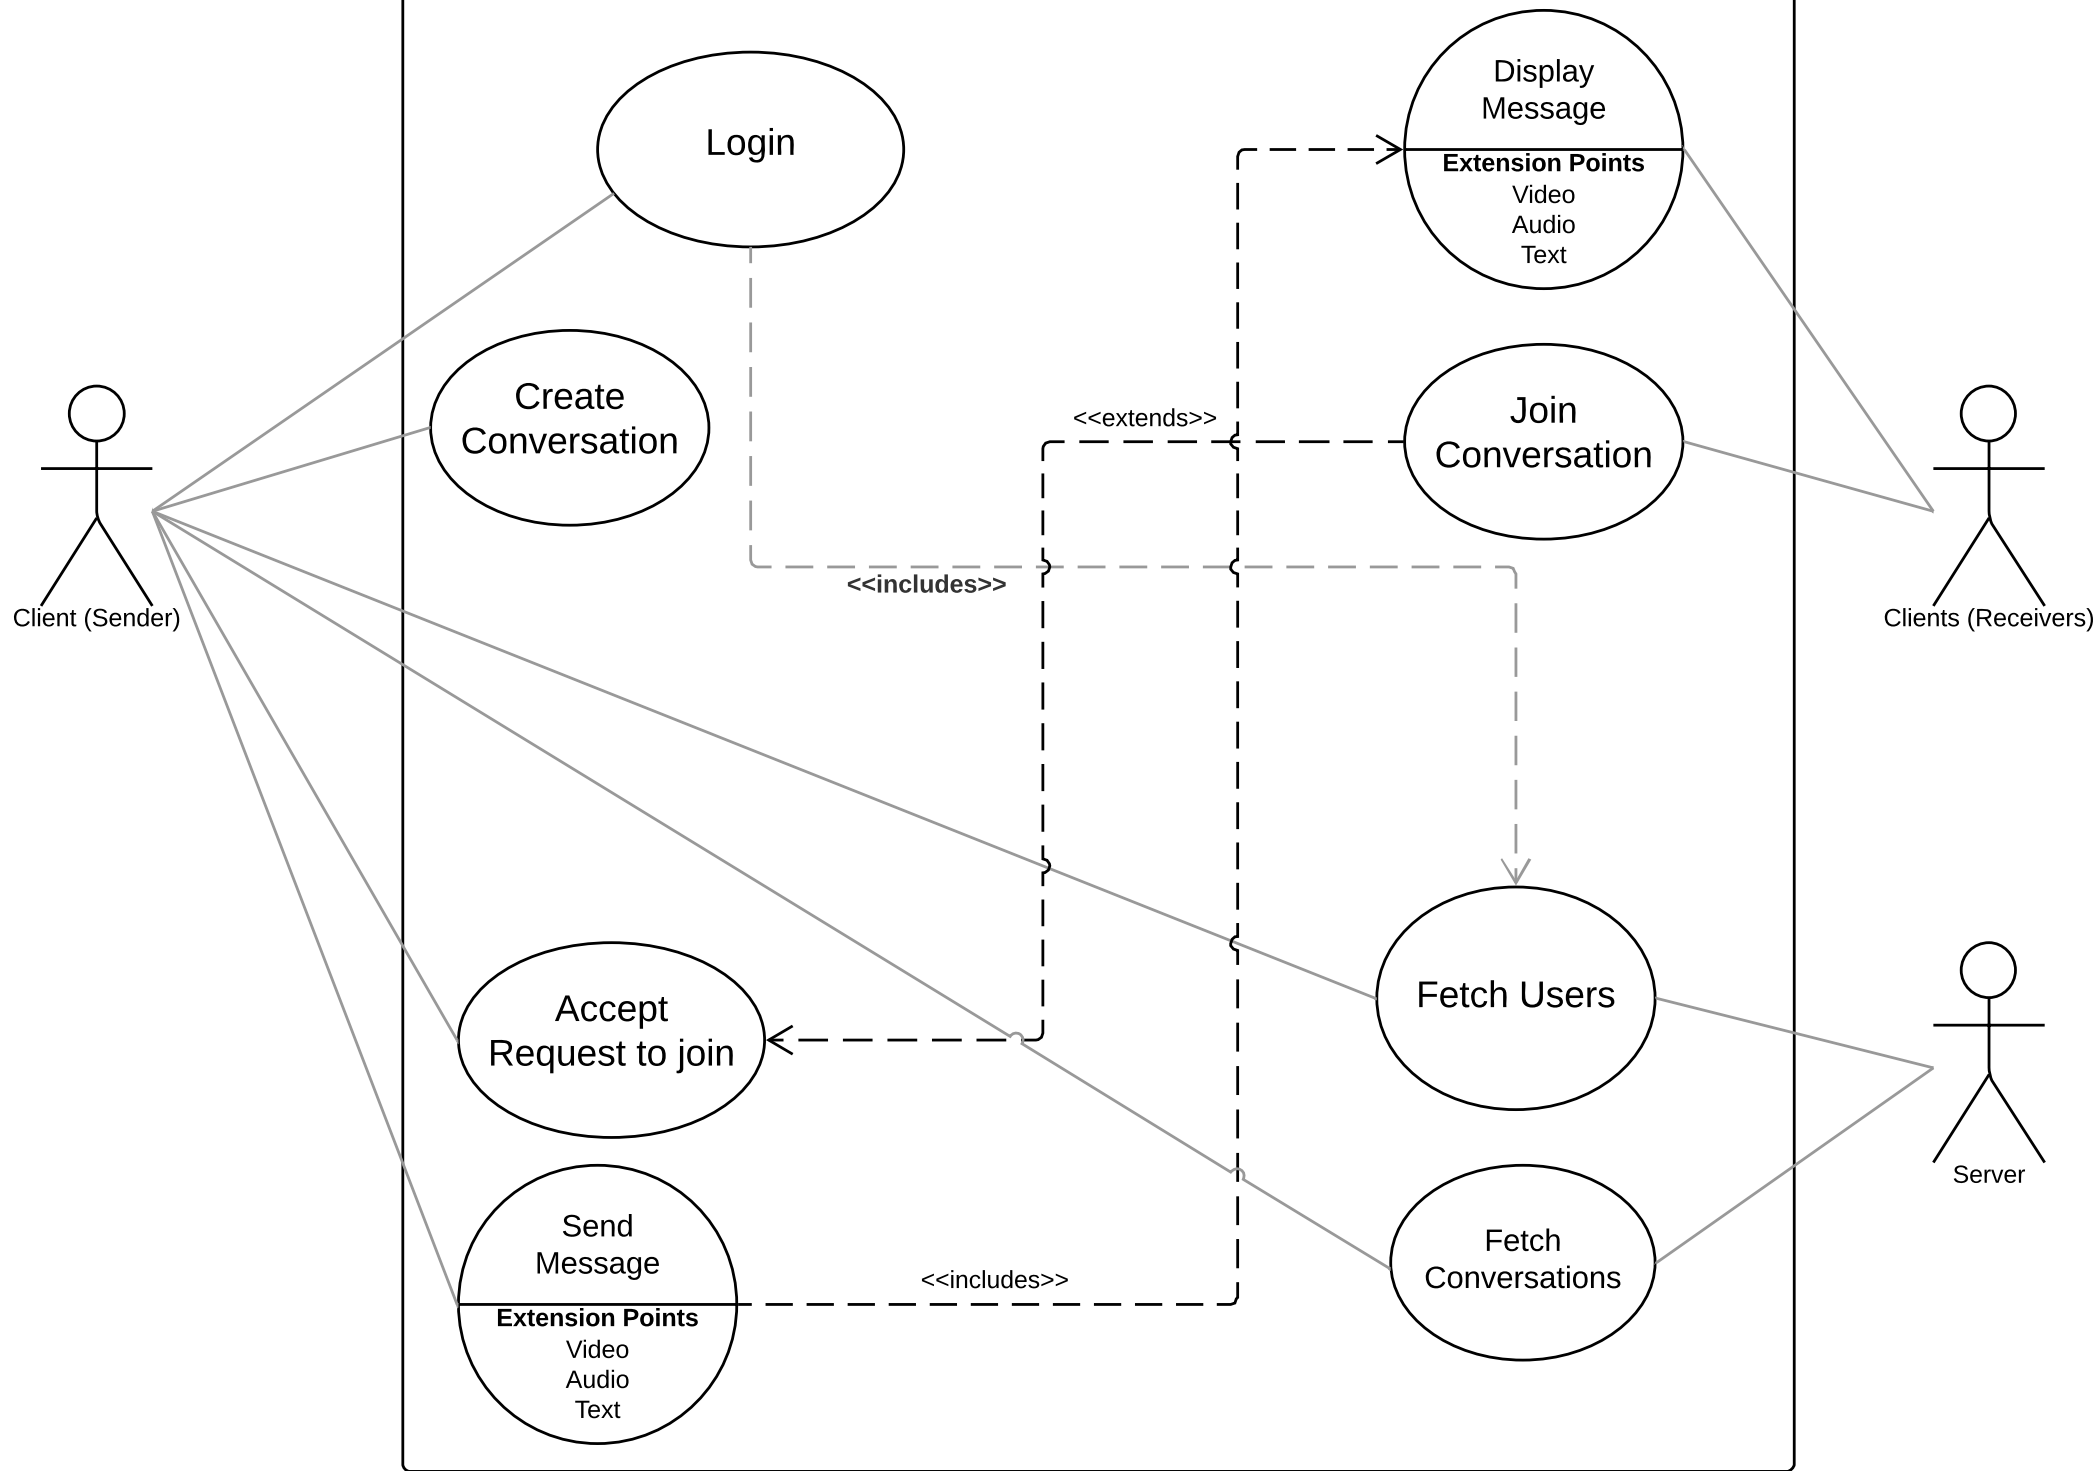 Login
Display
Message
Extension Points
Video
Audio
Text
Create
Conversation
<<extends>>
Join
Conversation
<<includes>>
Client (Sender)
Clients (Receivers)
Accept
Request to join
Fetch Users
Server
Send
Message
Extension Points
Video
Audio
Text
<<includes>>
Fetch
Conversations